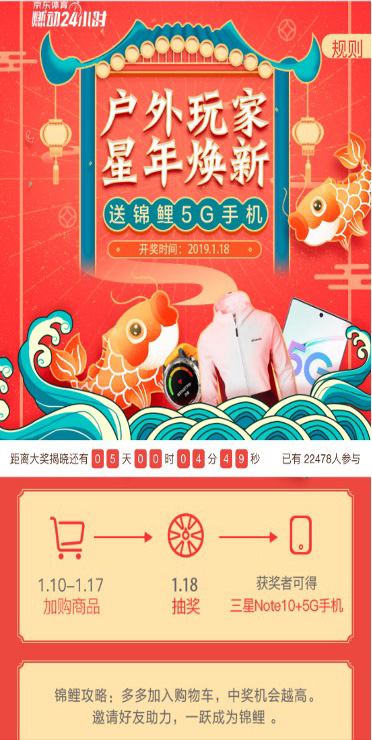 京东体育
燃动24小时
规则
户外玩家
星年焕新
送锦鲤5G手机
开奖时间：2019.1.18
5G
距离大奖揭晓还有05天00时04分49秒 已有 22478人参与
1.10-1.17 1.18 获奖者可得
加购商品 抽奖 三星Note10+5G手机
锦鲤攻略：多多加入购物车，中奖机会越高。
邀请好友助力，一跃成为锦鲤 。